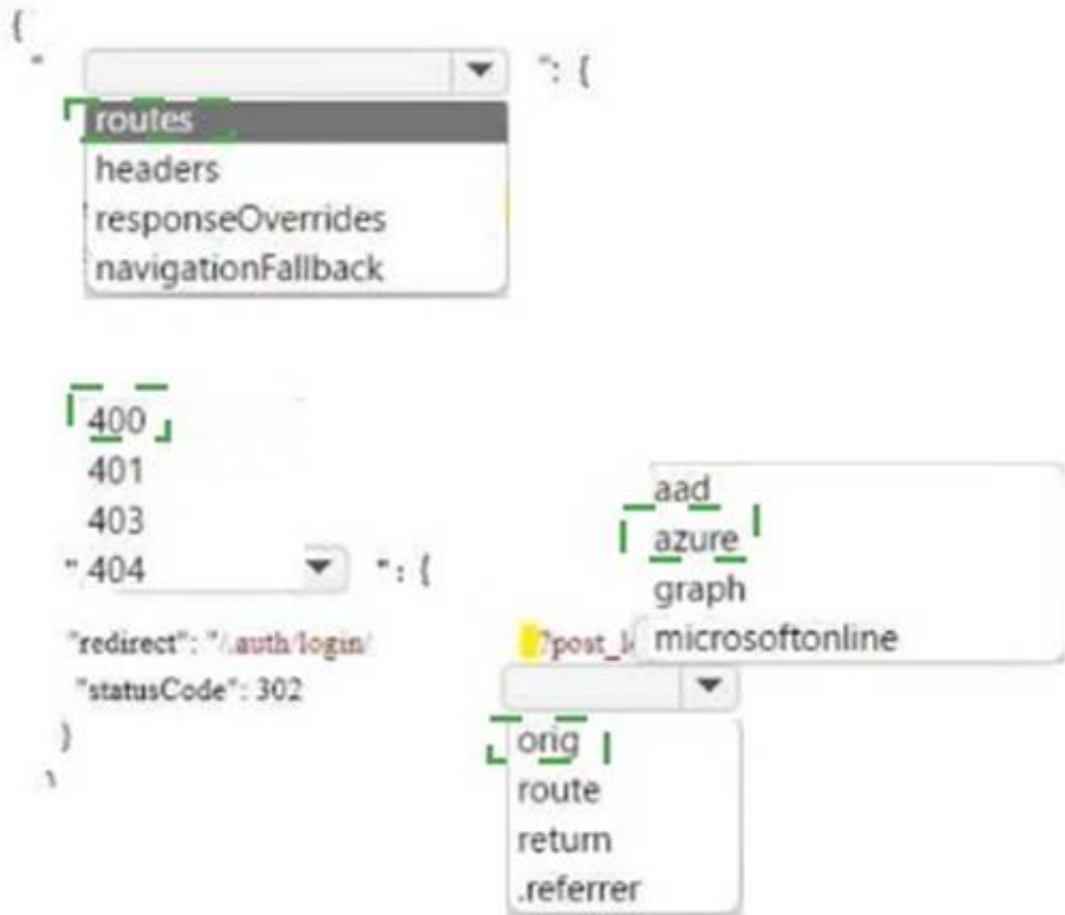 {
" ": {
routes
headers
responseOverrides
navigationFallback
400
401
403
" 404 ": {
aad
azure
graph
microsoftonline
"redirect": "/.auth/login/ ?post_l
"statusCode": 302
}
}
orig
route
return
.referrer